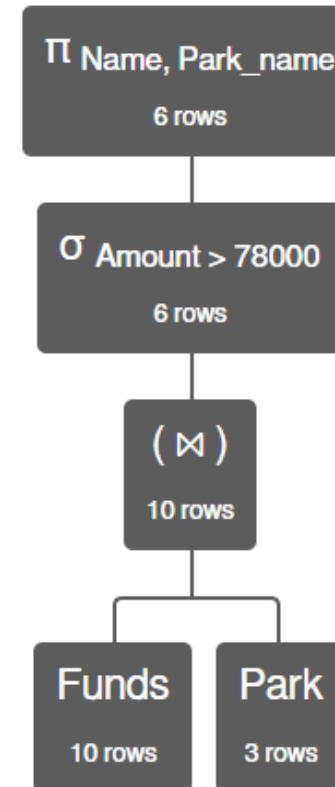 π Name, Park_name
6 rows
σ Amount > 78000
6 rows
( ⋈ )
10 rows
Funds
10 rows
Park
3 rows